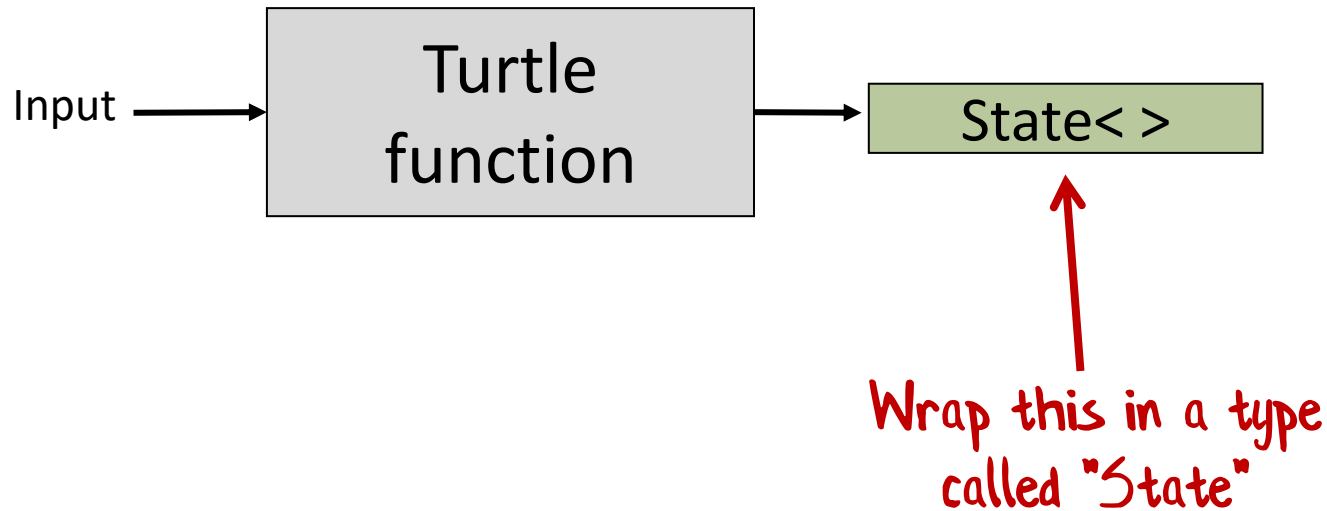 Input
Turtle
function
State< >
Wrap this in a type
called "State"